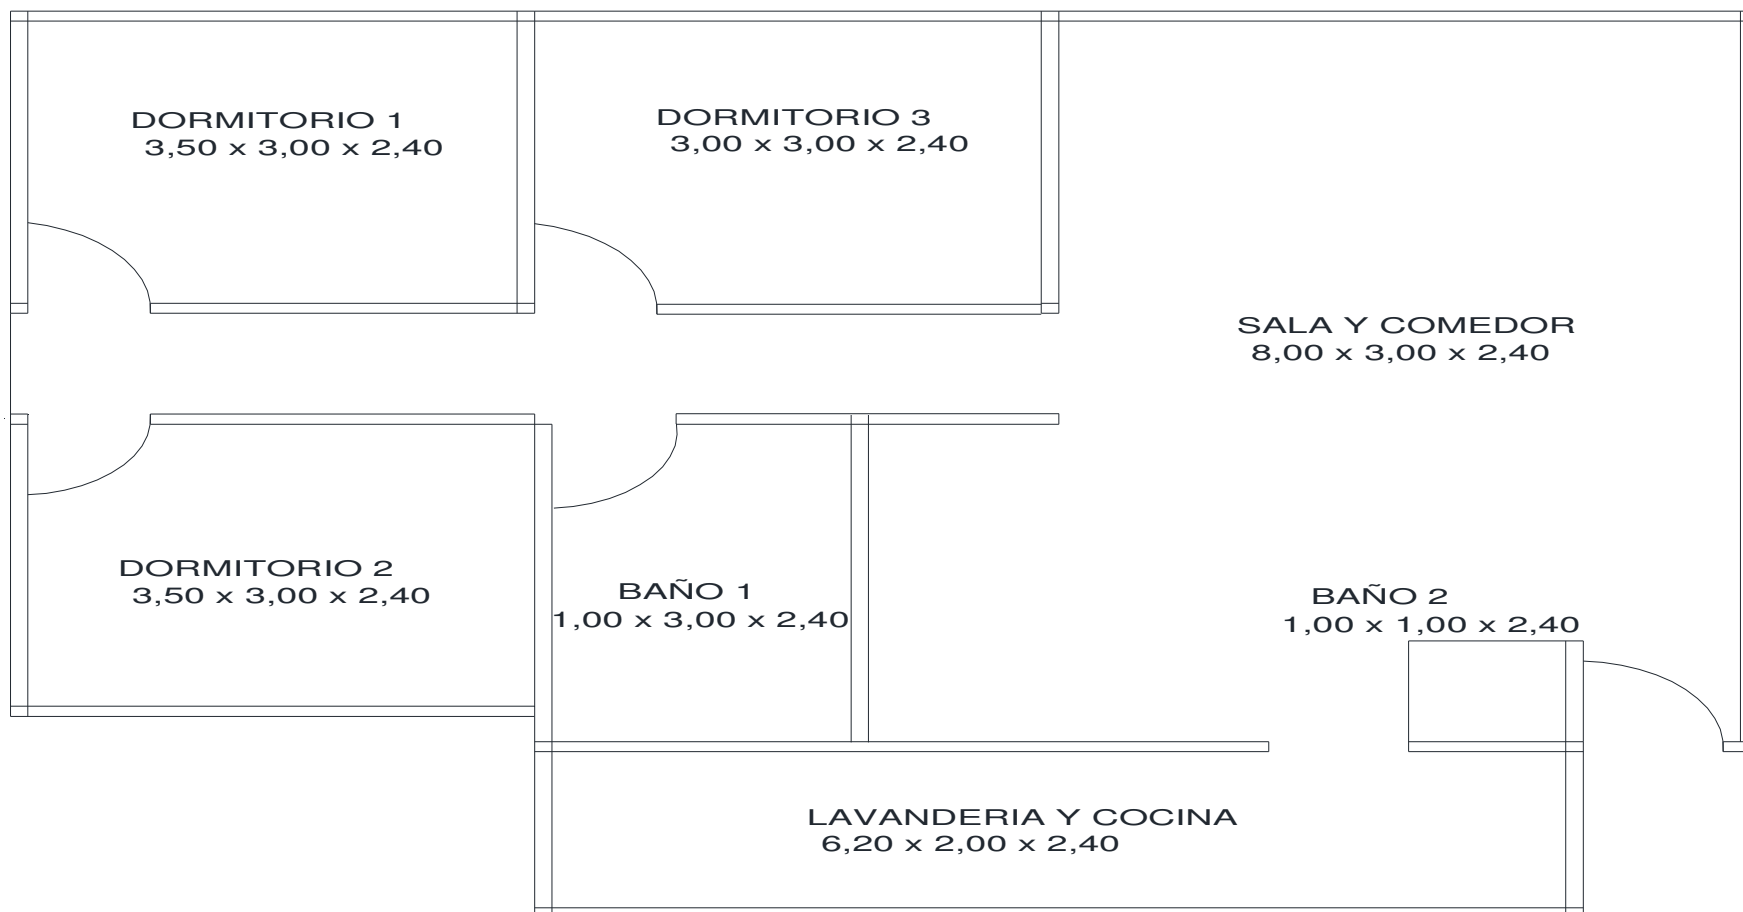 DORMITORIO 1
3,50 x 3,00 x 2,40
DORMITORIO 3
3,00 x 3,00 x 2,40
SALA Y COMEDOR
8,00 x 3,00 x 2,40
DORMITORIO 2
3,50 x 3,00 x 2,40
BAÑO 1
1,00 x 3,00 x 2,40
BAÑO 2
1,00 x 1,00 x 2,40
LAVANDERIA Y COCINA
6,20 x 2,00 x 2,40